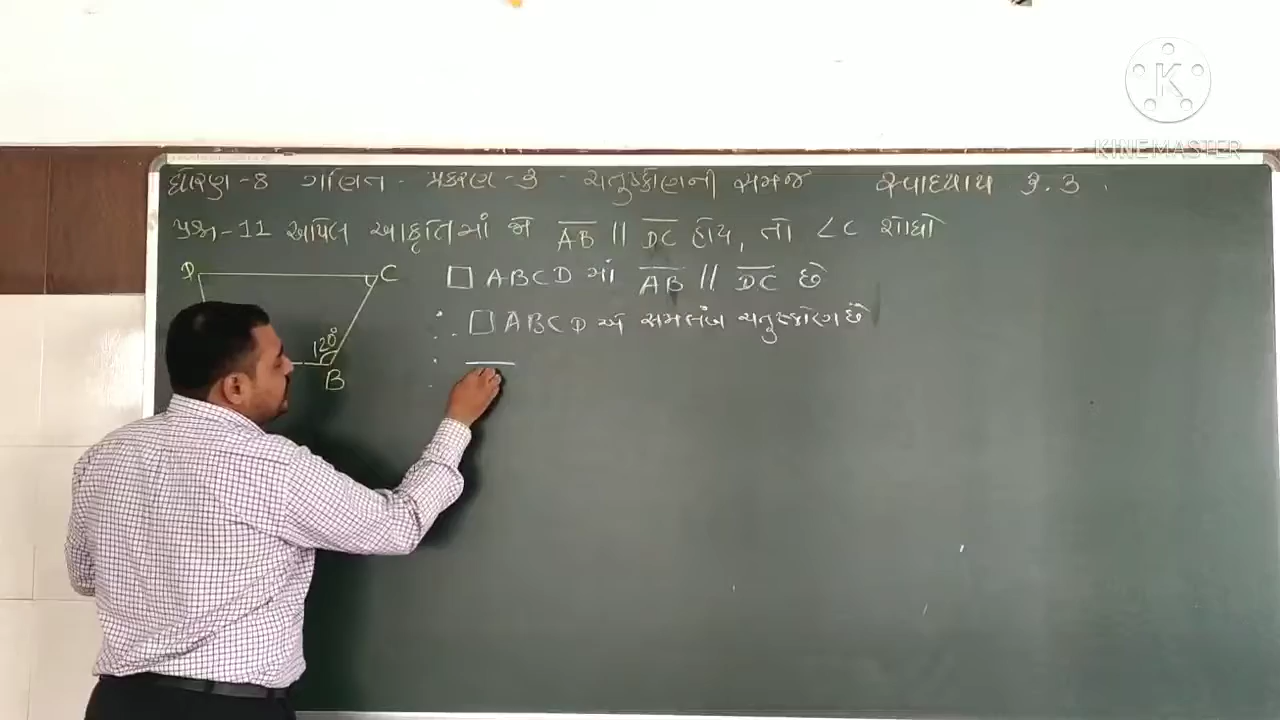 ધોરણ-8 ગણિત - પ્રકરણ-3 - ચતુષ્કોણની સમજ સ્વાધ્યાય 3.3
પ્રશ્ન-11 આપેલ આકૃતિમાં જો AB || DC હોય, તો ∠C શોધો
D C
120°
B
□ABCD માં AB || DC છે
∴ □ABCD એ સમલંબ ચતુષ્કોણ છે
∴
K
KINEMASTER